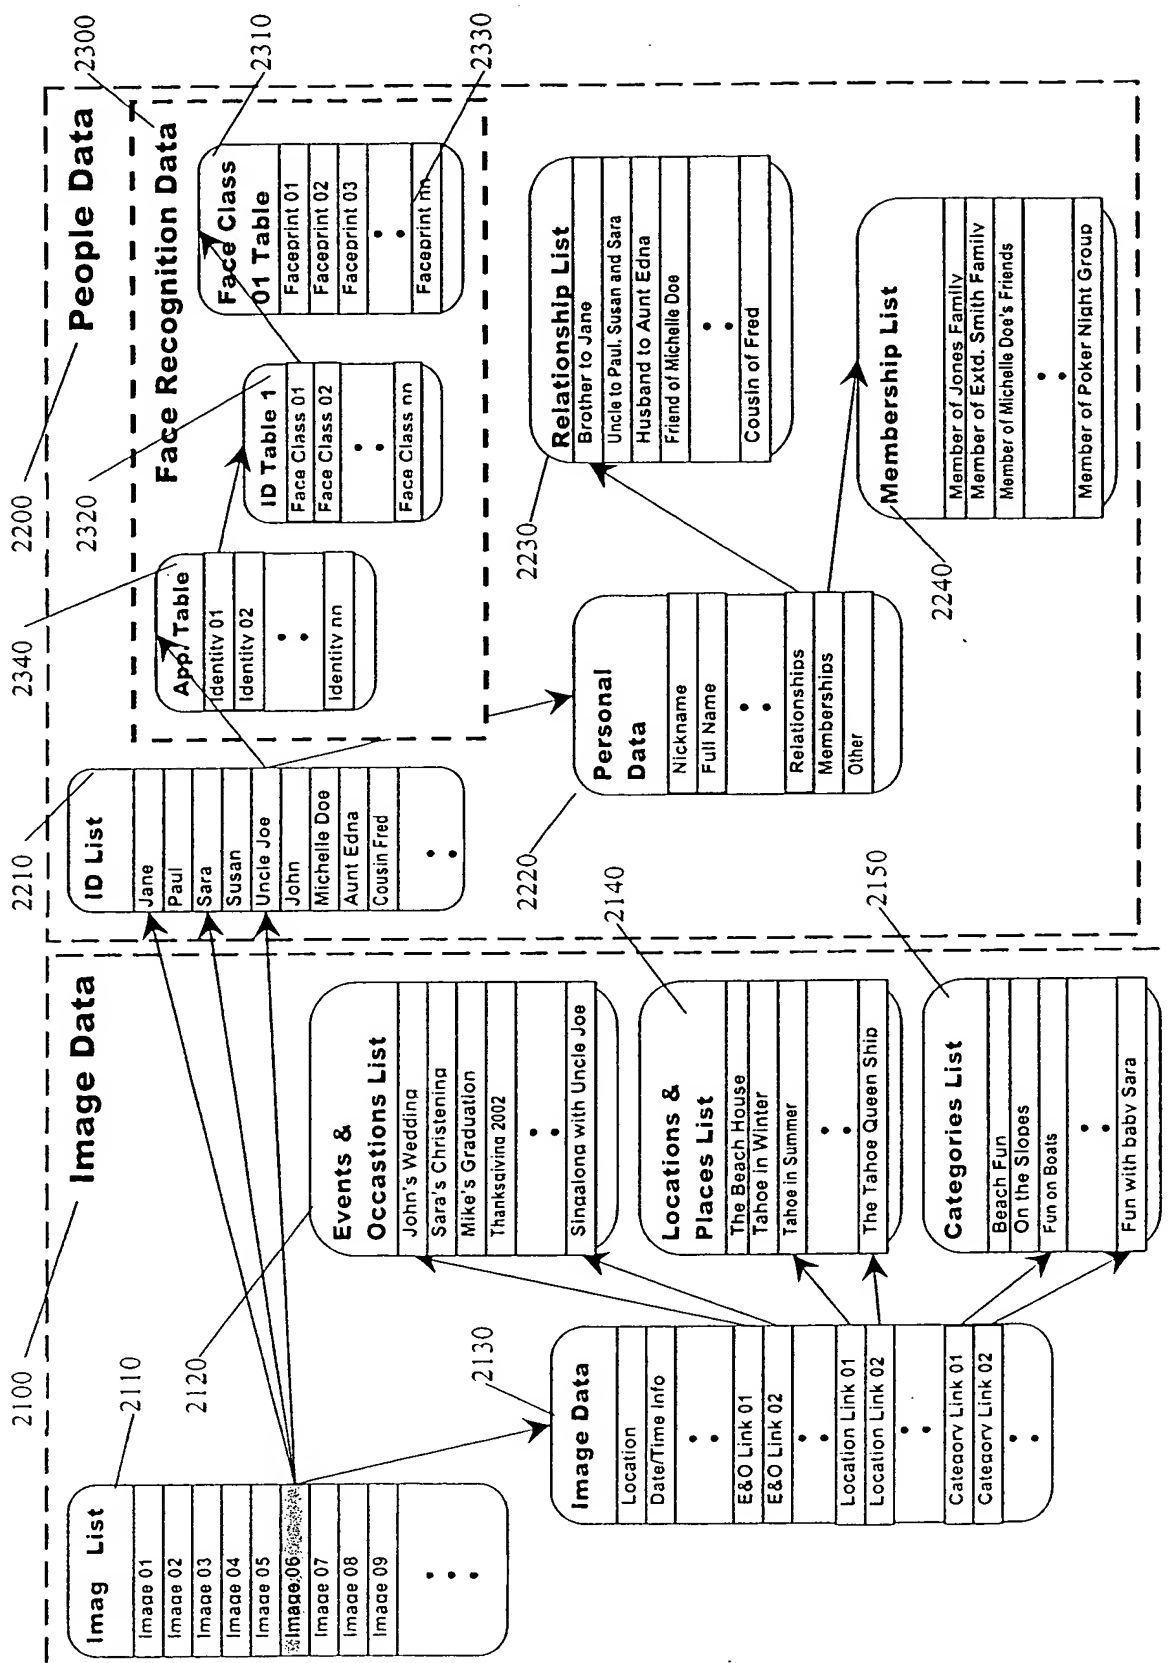 2100
Image Data
2110
Imag List
Image 01
Image 02
Image 03
Image 04
Image 05
Image 06
Image 07
Image 08
Image 09
2120
Events &
Occastions List
John's Wedding
Sara's Christening
Mike's Graduation
Thanksgiving 2002
Singalong with Uncle Joe
2130
Image Data
Location
Date/Time Info
E&O Link 01
E&O Link 02
Location Link 01
Location Link 02
Category Link 01
Category Link 02
2140
Locations &
Places List
The Beach House
Tahoe in Winter
Tahoe in Summer
The Tahoe Queen Ship
2150
Categories List
Beach Fun
On the Slopes
Fun on Boats
Fun with baby Sara
2200
People Data
2210
ID List
Jane
Paul
Sara
Susan
Uncle Joe
John
Michelle Doe
Aunt Edna
Cousin Fred
2300
Face Recognition Data
2340
App. Table
Identity 01
Identity 02
Identity nn
2320
ID Table 1
Face Class 01
Face Class 02
Face Class nn
2310
Face Class
01 Table
Faceprint 01
Faceprint 02
Faceprint 03
Faceprint nn
2330
2220
Personal
Data
Nickname
Full Name
Relationships
Memberships
Other
2230
Relationship List
Brother to Jane
Uncle to Paul, Susan and Sara
Husband to Aunt Edna
Friend of Michelle Doe
Cousin of Fred
2240
Membership List
Member of Jones Family
Member of Extd. Smith Family
Member of Michelle Doe's Friends
Member of Poker Night Group